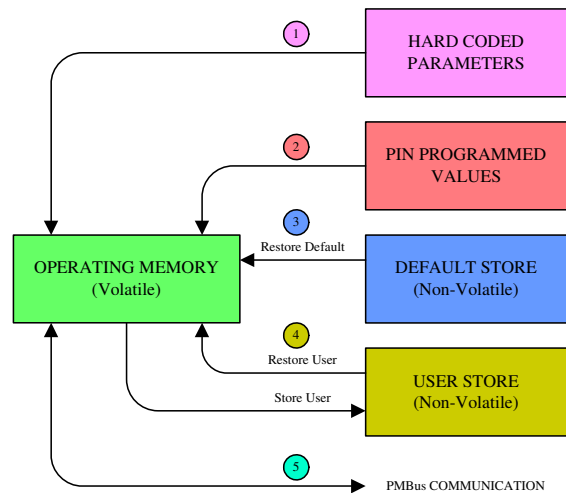 1
HARD CODED
PARAMETERS
2
PIN PROGRAMMED
VALUES
3
Restore Default
OPERATING MEMORY
(Volatile)
DEFAULT STORE
(Non-Volatile)
4
Restore User
Store User
USER STORE
(Non-Volatile)
5
PMBus COMMUNICATION